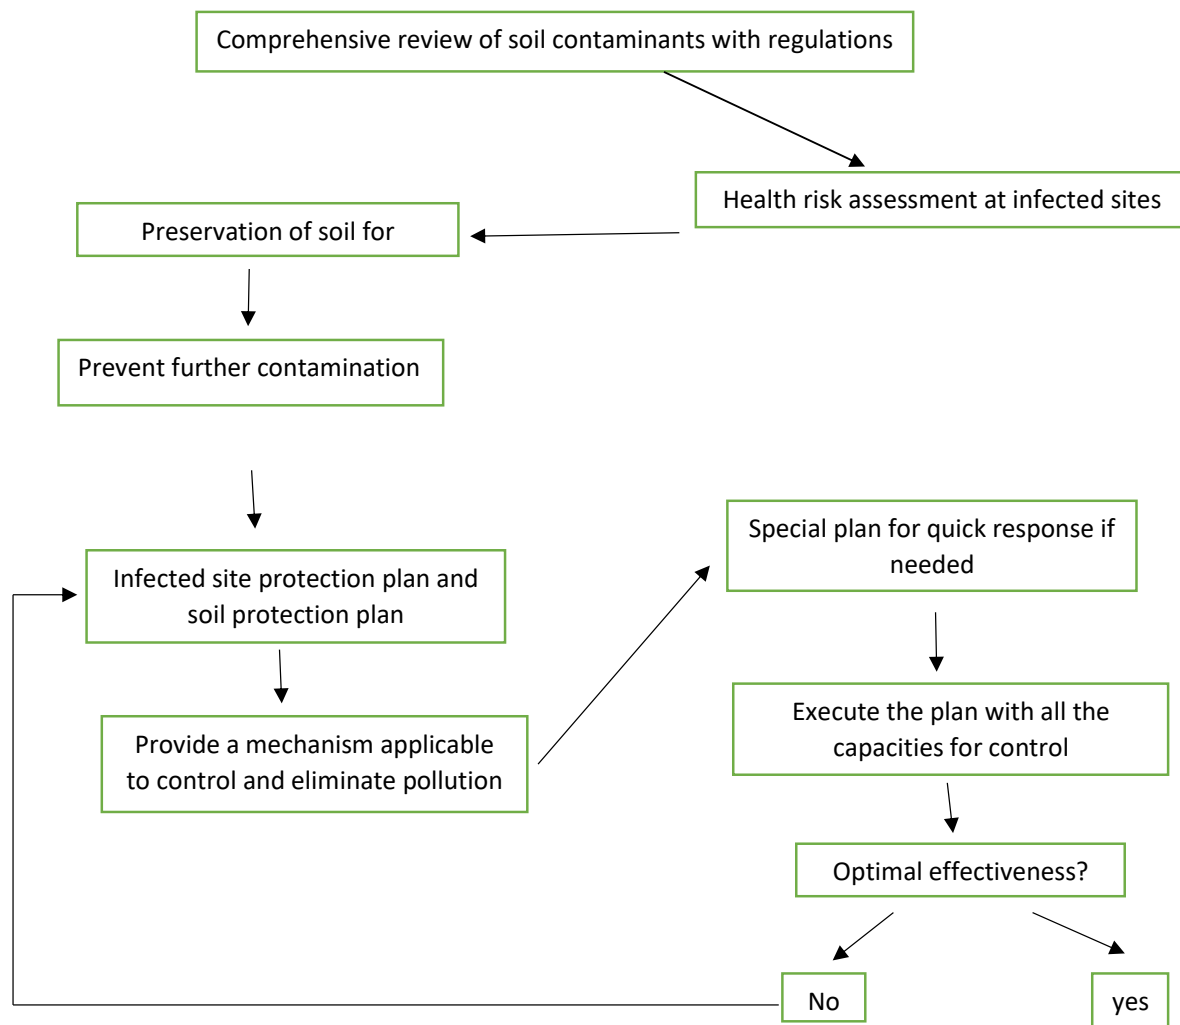 Comprehensive review of soil contaminants with regulations
Health risk assessment at infected sites
Preservation of soil for
Prevent further contamination
Infected site protection plan and
soil protection plan
Provide a mechanism applicable
to control and eliminate pollution
Special plan for quick response if
needed
Execute the plan with all the
capacities for control
Optimal effectiveness?
No
yes